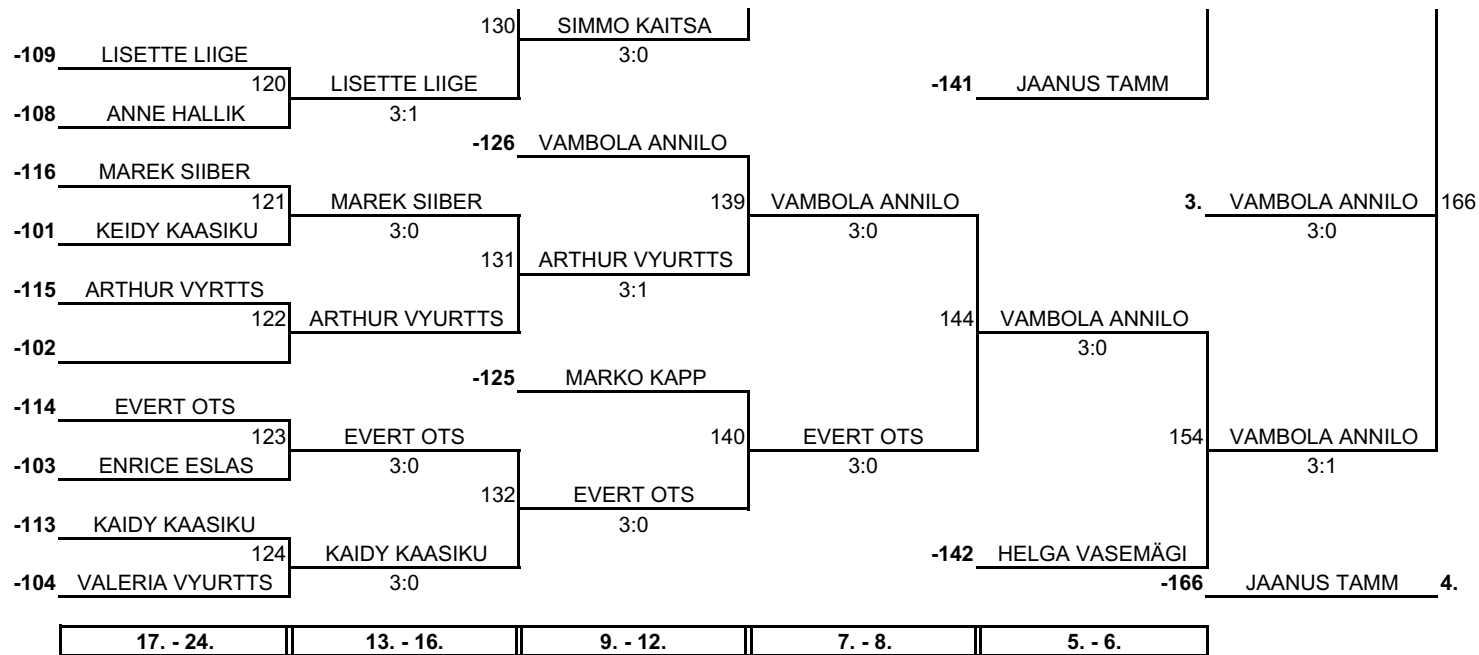 130 SIMMO KAITSA
-109 LISETTE LIIGE 3:0
120 LISETTE LIIGE -141 JAANUS TAMM
-108 ANNE HALLIK 3:1
-126 VAMBOLA ANNILO
-116 MAREK SIIBER
121 MAREK SIIBER 139 VAMBOLA ANNILO 3. VAMBOLA ANNILO 166
-101 KEIDY KAASIKU 3:0 3:0 3:0
131 ARTHUR VYURTTS
-115 ARTHUR VYRTTS 3:1
122 ARTHUR VYURTTS 144 VAMBOLA ANNILO
-102 3:0
-125 MARKO KAPP
-114 EVERT OTS
123 EVERT OTS 140 EVERT OTS 154 VAMBOLA ANNILO
-103 ENRICE ESLAS 3:0 3:0 3:1
132 EVERT OTS
-113 KAIDY KAASIKU 3:0
124 KAIDY KAASIKU -142 HELGA VASEMÄGI
-104 VALERIA VYURTTS 3:0 -166 JAANUS TAMM 4.
17. - 24. 13. - 16. 9. - 12. 7. - 8. 5. - 6.